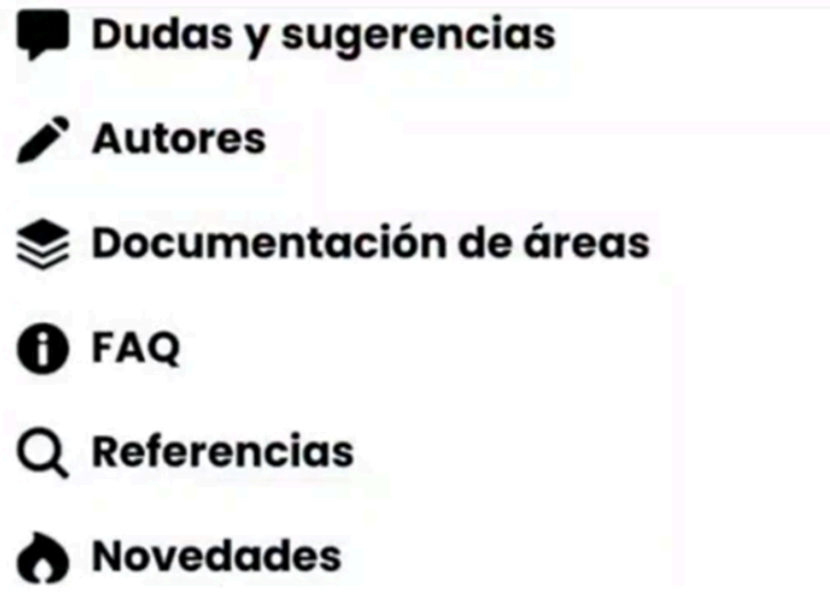 Dudas y sugerencias
Autores
Documentación de áreas
FAQ
Referencias
Novedades